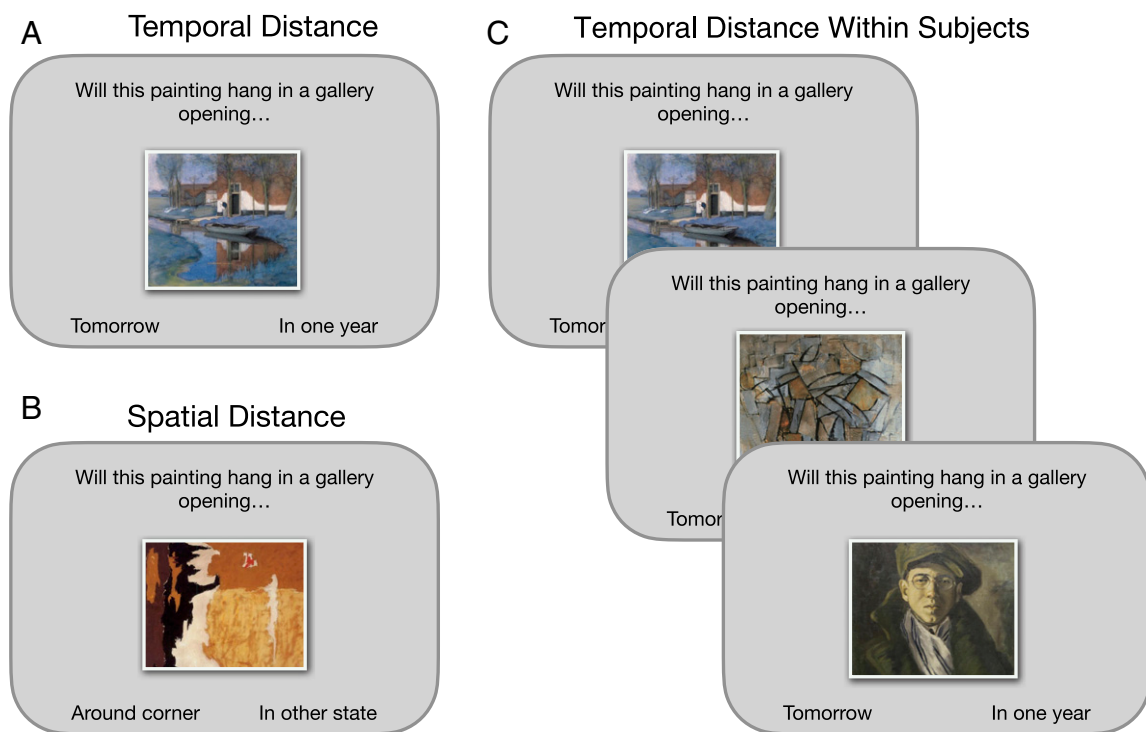 A
Temporal Distance
Will this painting hang in a gallery
opening…
Tomorrow
In one year
B
Spatial Distance
Will this painting hang in a gallery
opening…
Around corner
In other state
C
Temporal Distance Within Subjects
Will this painting hang in a gallery
opening…
Tomor
Will this painting hang in a gallery
opening…
Tomor
Will this painting hang in a gallery
opening…
Tomorrow
In one year